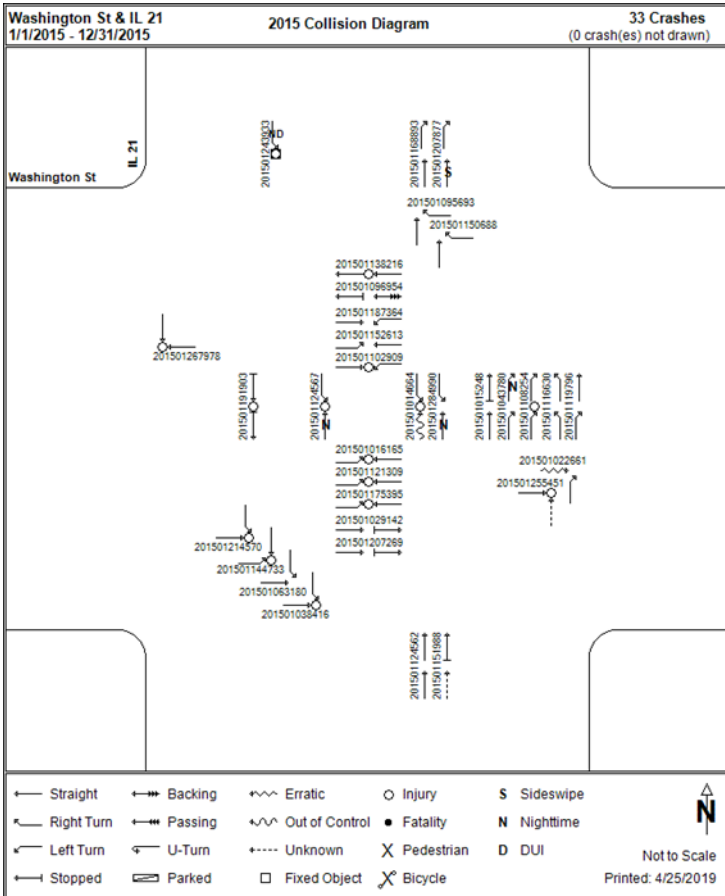 Washington St & IL 21
1/1/2015 - 12/31/2015
2015 Collision Diagram
33 Crashes
(0 crash(es) not drawn)
IL 21
Washington St
201501243933
ND
201501168893
201501207877
S
201501095693
201501150688
201501138216
201501096954
201501187364
201501152613
201501102909
201501267978
201501191903
201501124567
N
201501014664
201501284990
N
201501015248
201501043780
N
201501108254
201501116630
201501119796
201501016165
201501121309
201501175395
201501029142
201501207269
201501022661
201501255451
201501214570
201501144733
201501063180
201501038416
201501124562
201501151988
Straight
Backing
Erratic
Injury
S Sideswipe
Right Turn
Passing
Out of Control
Fatality
N Nighttime
Left Turn
U-Turn
Unknown
Pedestrian
D DUI
Stopped
Parked
Fixed Object
Bicycle
N
Not to Scale
Printed: 4/25/2019